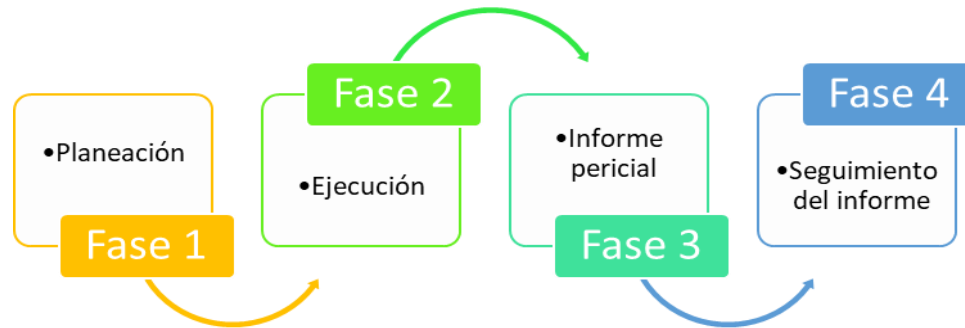 •Planeación
Fase 1
Fase 2
•Ejecución
•Informe
pericial
Fase 3
Fase 4
•Seguimiento
del informe